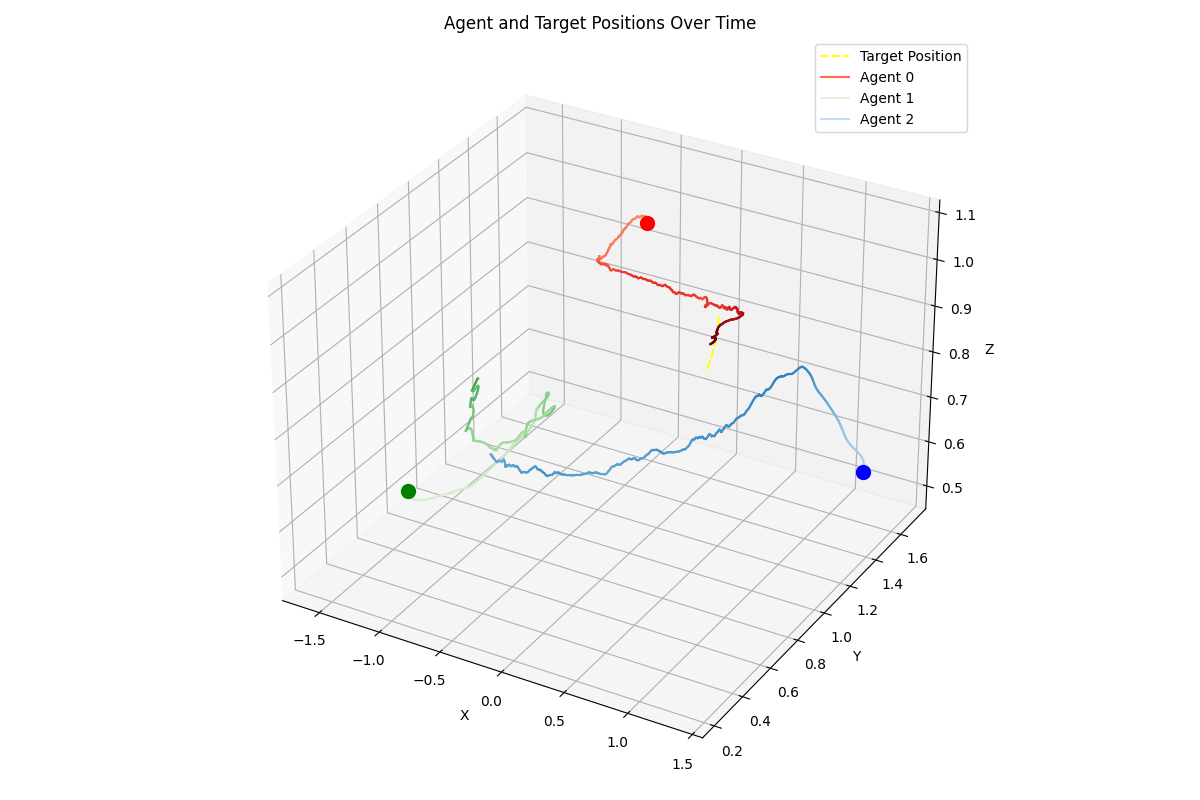 Agent and Target Positions Over Time
Target Position
Agent 0
Agent 1
Agent 2
1.1
1.0
0.9
0.8
0.7
0.6
0.5
Z
1.6
1.4
1.2
1.0
0.8
0.6
0.4
0.2
Y
−1.5
−1.0
−0.5
0.0
0.5
1.0
1.5
X